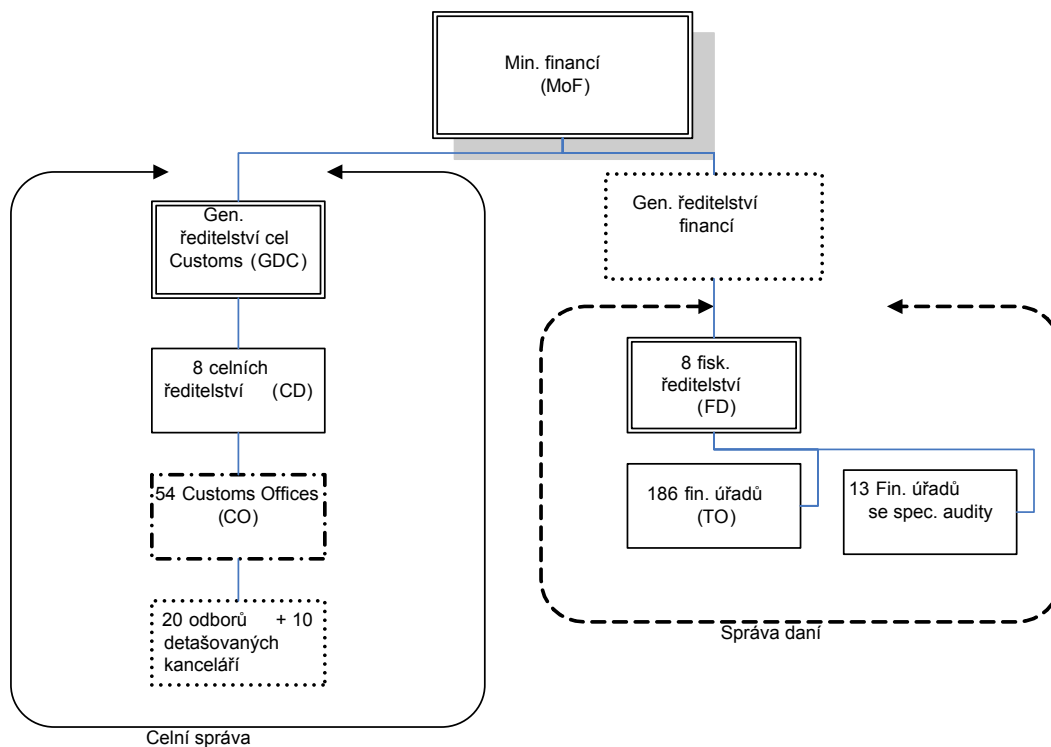 Min. financí
(MoF)
Gen.
ředitelství cel
Customs (GDC)
8 celních
ředitelství (CD)
54 Customs Offices
(CO)
20 odborů + 10
detašovaných
kanceláří
Celní správa
Gen. ředitelství
financí
8 fisk.
ředitelství
(FD)
186 fin. úřadů
(TO)
13 Fin. úřadů
se spec. audity
Správa daní